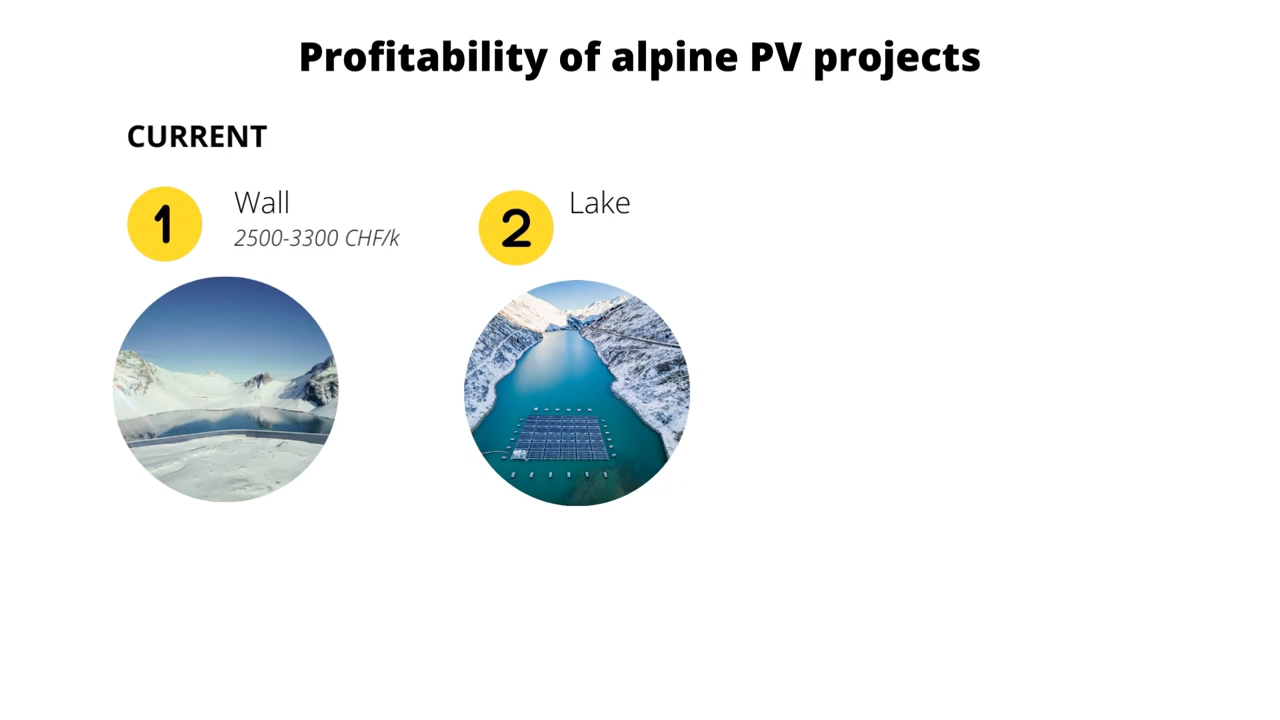 Profitability of alpine PV projects
CURRENT
1
Wall
2500-3300 CHF/k
2
Lake